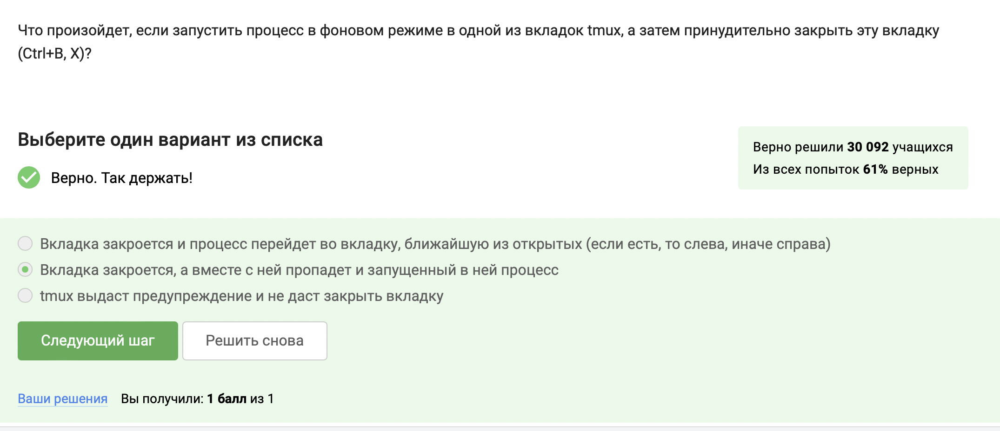 Что произойдет, если запустить процесс в фоновом режиме в одной из вкладок tmux, а затем принудительно закрыть эту вкладку
(Ctrl+B, X)?
Выберите один вариант из списка
Верно. Так держать!
Верно решили 30 092 учащихся
Из всех попыток 61% верных
Вкладка закроется и процесс перейдет во вкладку, ближайшую из открытых (если есть, то слева, иначе справа)
Вкладка закроется, а вместе с ней пропадет и запущенный в ней процесс
tmux выдаст предупреждение и не даст закрыть вкладку
Следующий шаг
Решить снова
Ваши решения Вы получили: 1 балл из 1